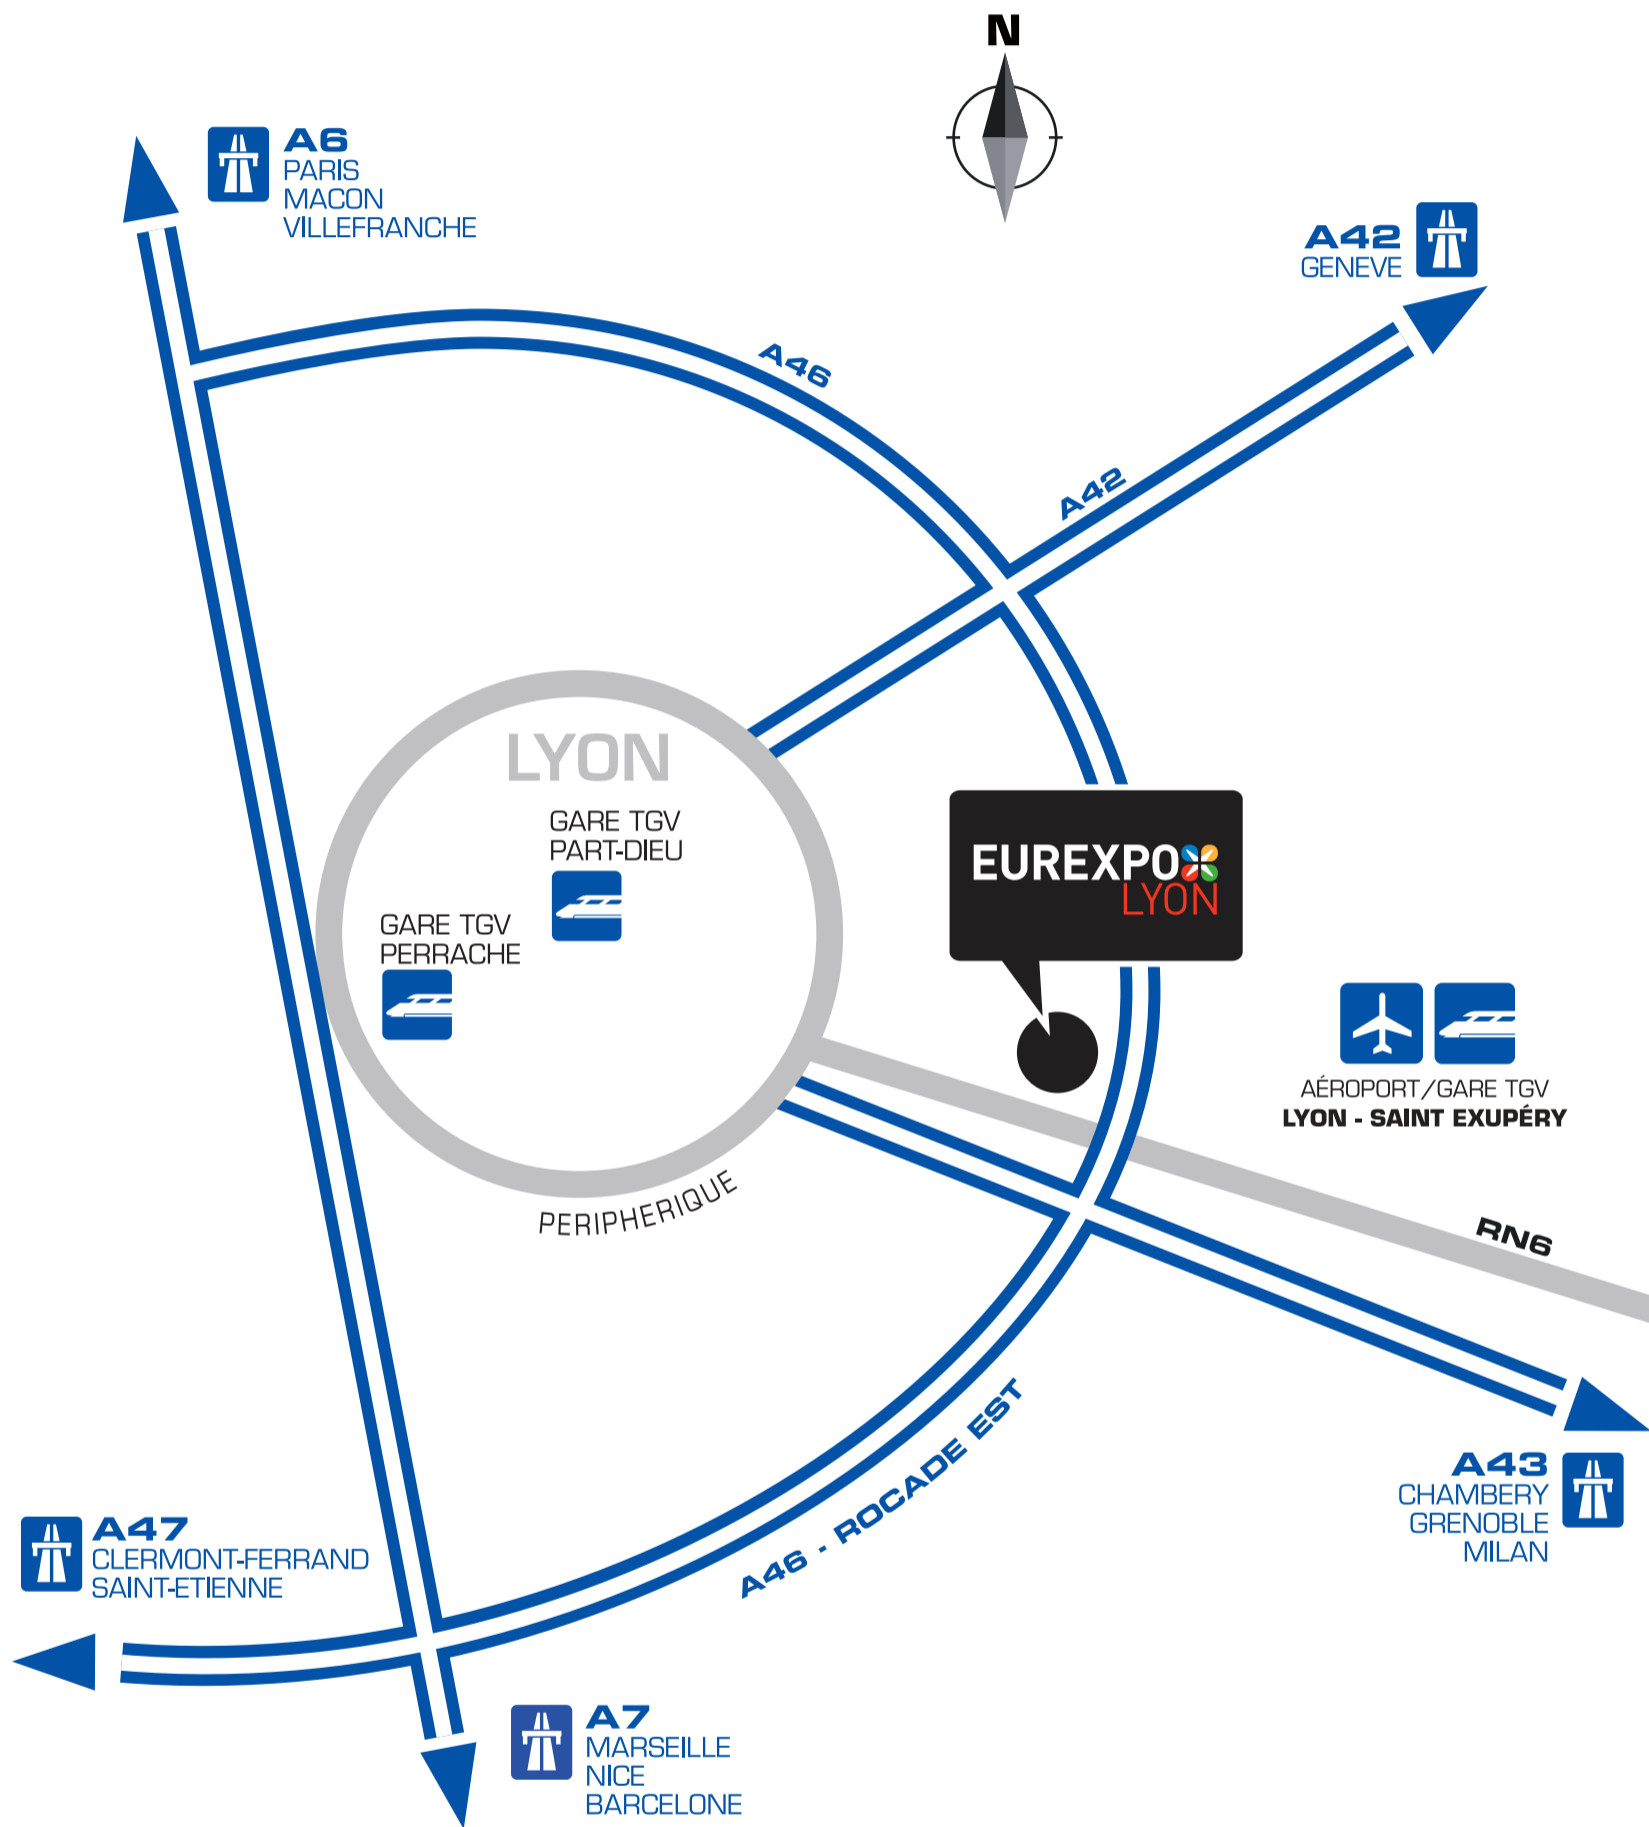 N
A6
PARIS
MACON
VILLEFRANCHE
A42
GENEVE
A46
A42
LYON
GARE TGV
PART-DIEU
GARE TGV
PERRACHE
EUREXPO
LYON
AÉROPORT/GARE TGV
LYON - SAINT EXUPÉRY
PERIPHERIQUE
RN6
A46 - ROCADE EST
A43
CHAMBERY
GRENOBLE
MILAN
A47
CLERMONT-FERRAND
SAINT-ETIENNE
A7
MARSEILLE
NICE
BARCELONE